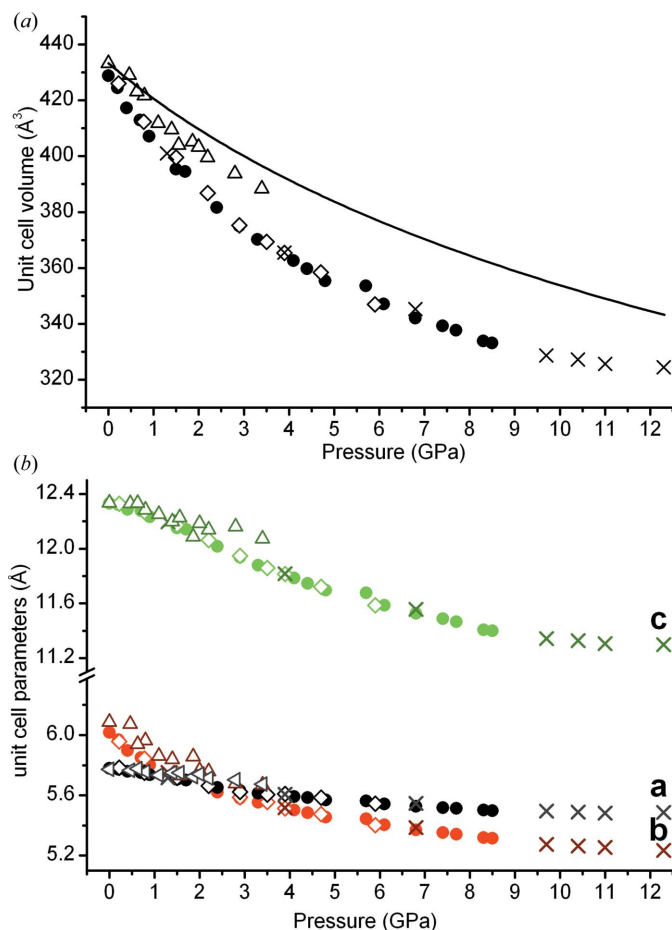 (a)
440
420
400
380
360
340
320
Unit cell volume (Å³)
0 1 2 3 4 5 6 7 8 9 10 11 12
Pressure (GPa)
(b)
12.4
12.0
11.6
11.2
6.0
5.6
5.2
unit cell parameters (Å)
c
a
b
0 1 2 3 4 5 6 7 8 9 10 11 12
Pressure (GPa)